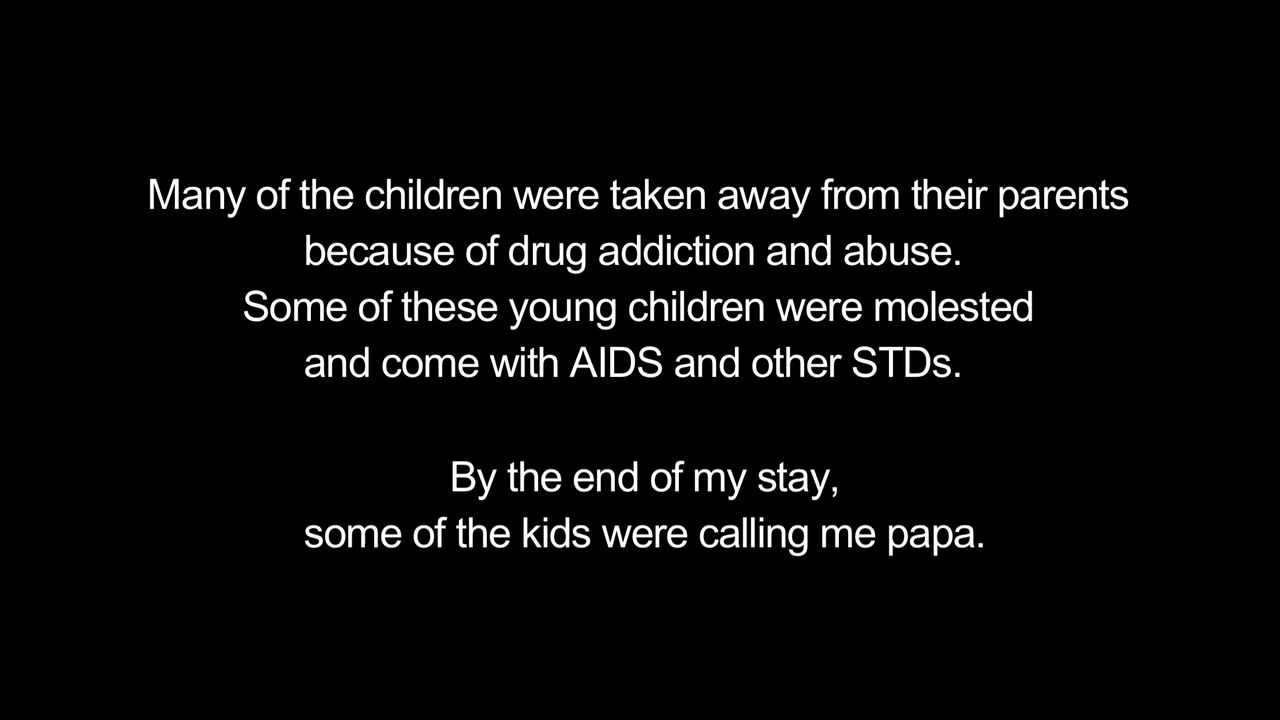 Many of the children were taken away from their parents
because of drug addiction and abuse.
Some of these young children were molested
and come with AIDS and other STDs.
By the end of my stay,
some of the kids were calling me papa.